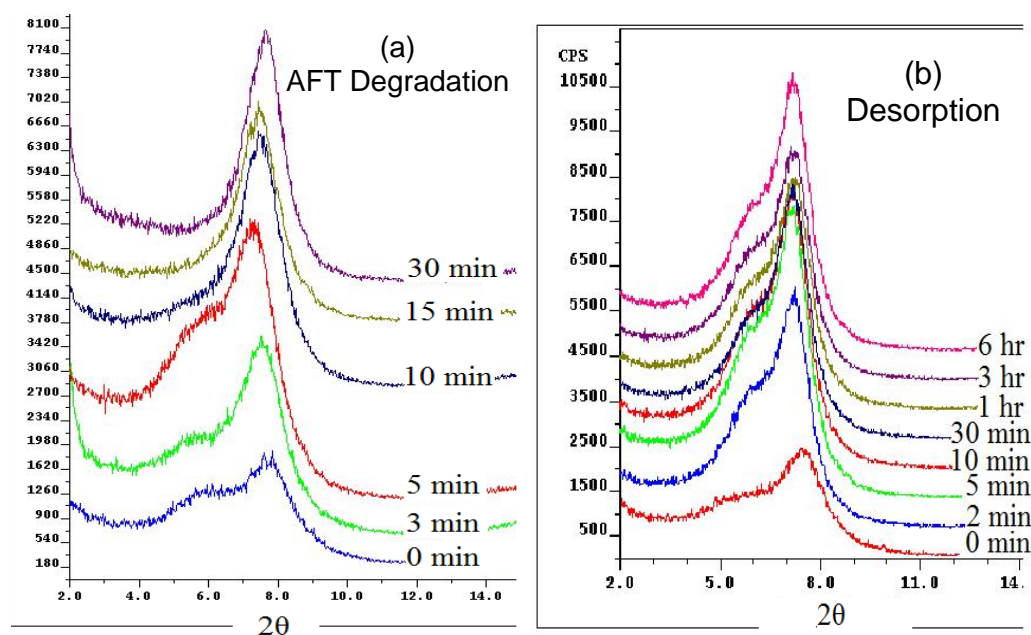 (a)
AFT Degradation
8100
7740
7380
7020
6660
6300
5940
5580
5220
4860
4500
4140
3780
3420
3060
2700
2340
1980
1620
1260
900
540
180
30 min
15 min
10 min
5 min
3 min
0 min
2.0 4.0 6.0 8.0 10.0 12.0 14.0
2θ
(b)
Desorption
CPS
10500
9500
8500
7500
6500
5500
4500
3500
2500
1500
500
6 hr
3 hr
1 hr
30 min
10 min
5 min
2 min
0 min
2.0 5.0 8.0 11.0 14.
2θ